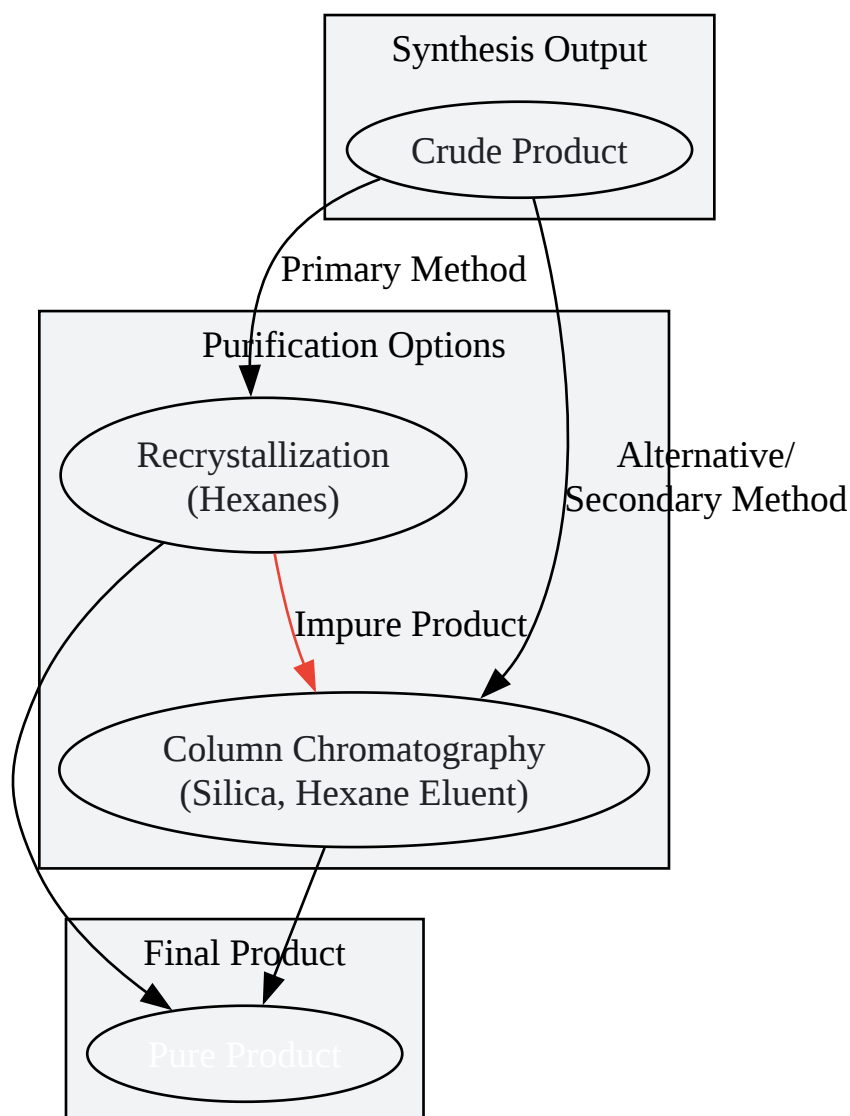 Synthesis Output
Crude Product
Primary Method
Purification Options
Recrystallization
(Hexanes)
Alternative/
Secondary Method
Impure Product
Column Chromatography
(Silica, Hexane Eluent)
Final Product
Pure Product